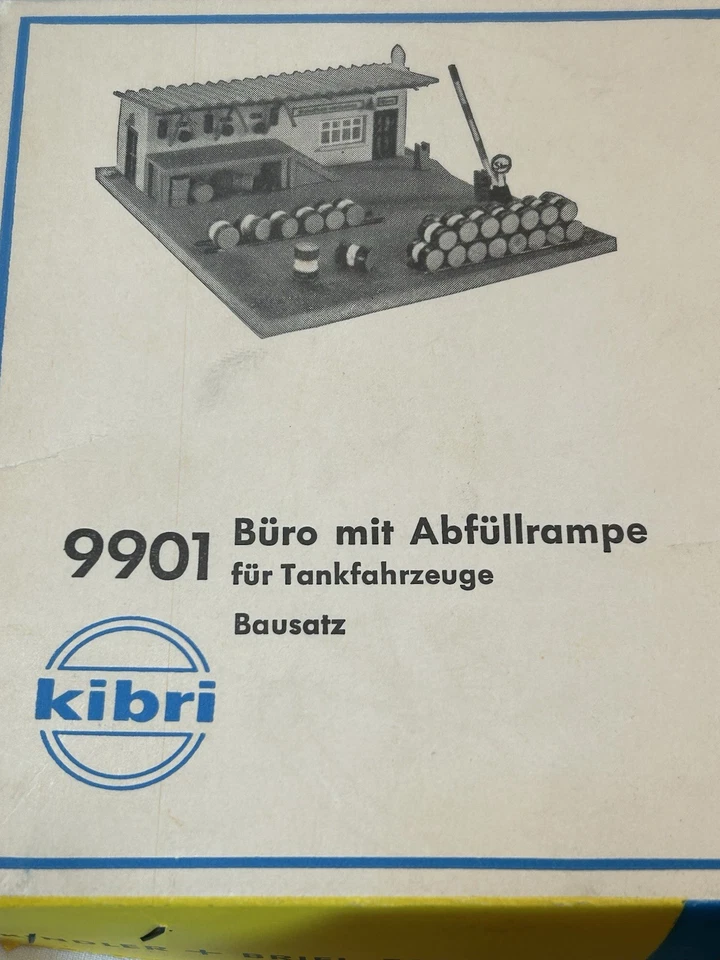 9901 Büro mit Abfüllrampe
für Tankfahrzeuge
Bausatz
kibri